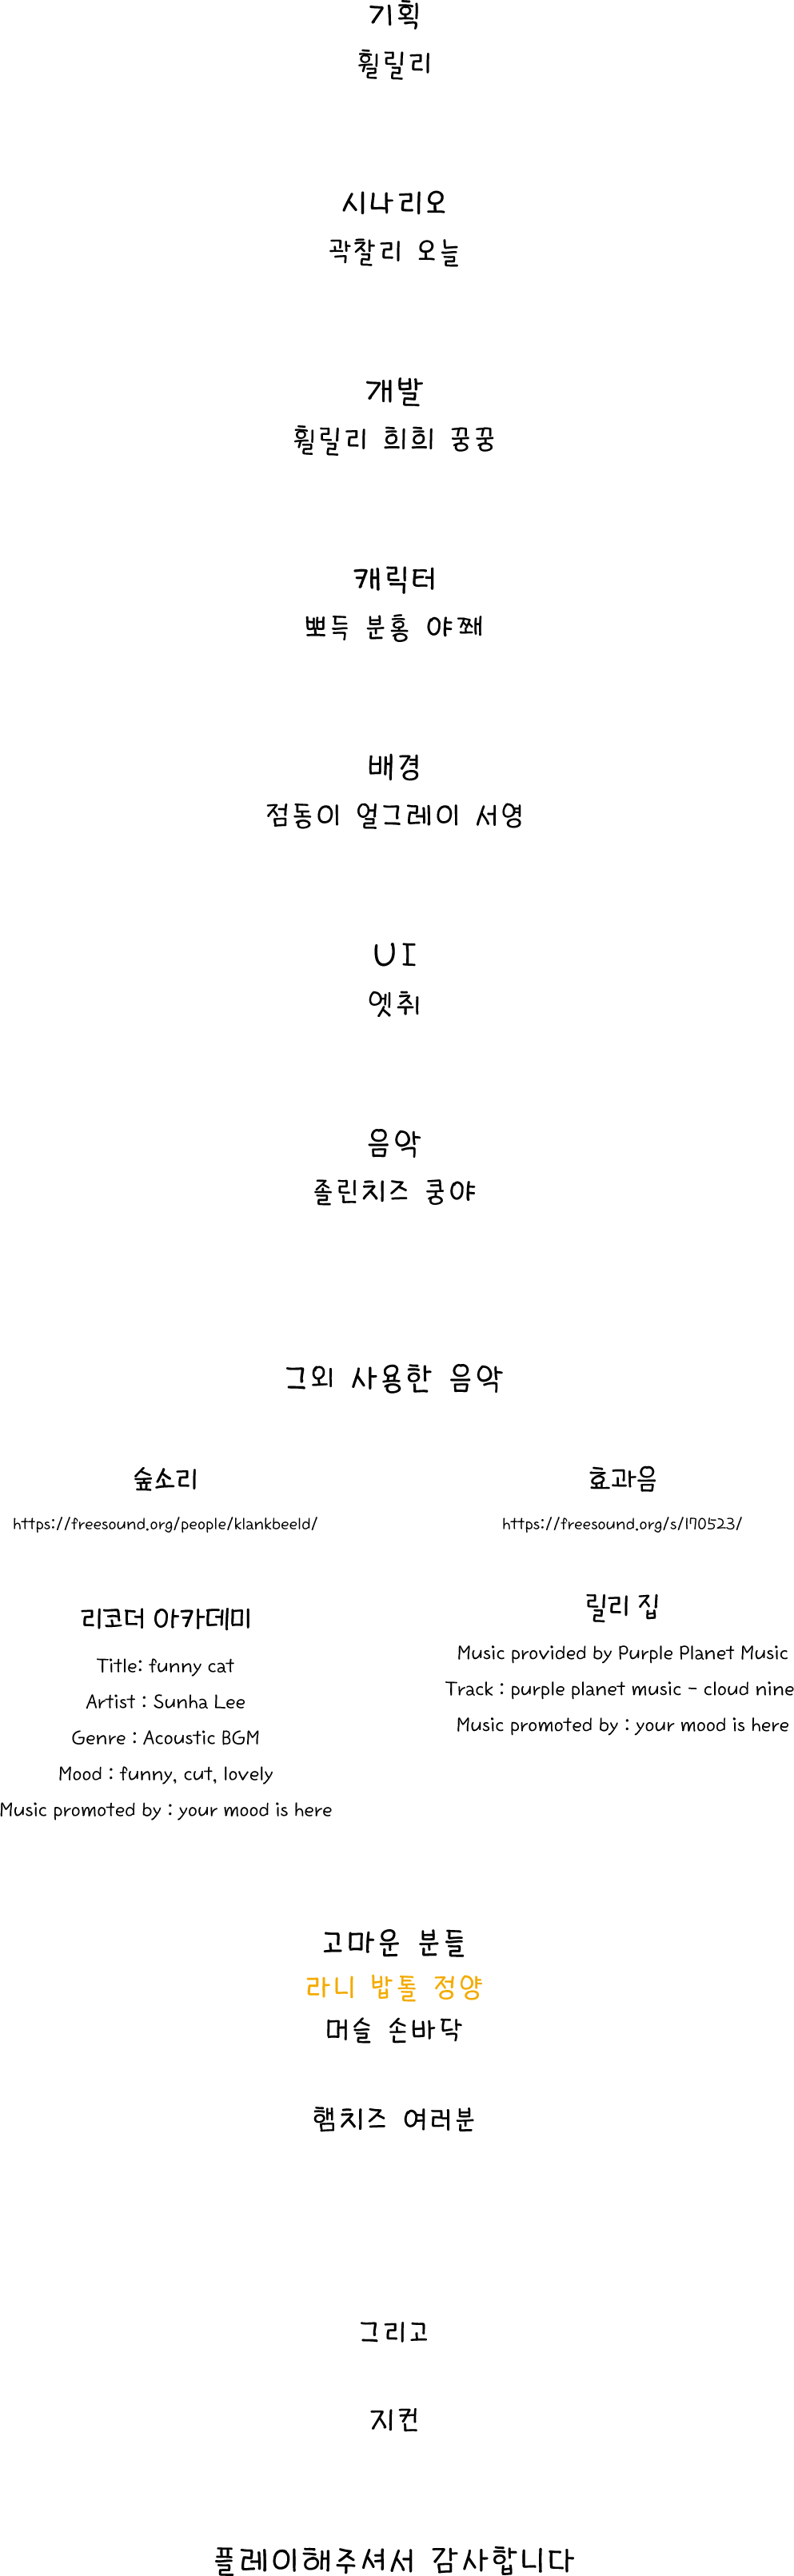 기획
휠릴리
시나리오
곽찰리 오늘
개발
휠릴리 희희 꿍꿍
캐릭터
뽀득 분홍 야쫴
배경
점동이 얼그레이 서영
UI
엣취
음악
졸린치즈 쿵야
그외 사용한 음악
숲소리
https://freesound.org/people/klankbeeld/
효과음
https://freesound.org/s/170523/
리코더 아카데미
Title: funny cat
Artist : Sunha Lee
Genre : Acoustic BGM
Mood : funny, cut, lovely
Music promoted by : your mood is here
릴리 집
Music provided by Purple Planet Music
Track : purple planet music - cloud nine
Music promoted by : your mood is here
고마운 분들
라니 밥톨 정양
머슬 손바닥
햄치즈 여러분
그리고
지컨
플레이해주셔서 감사합니다